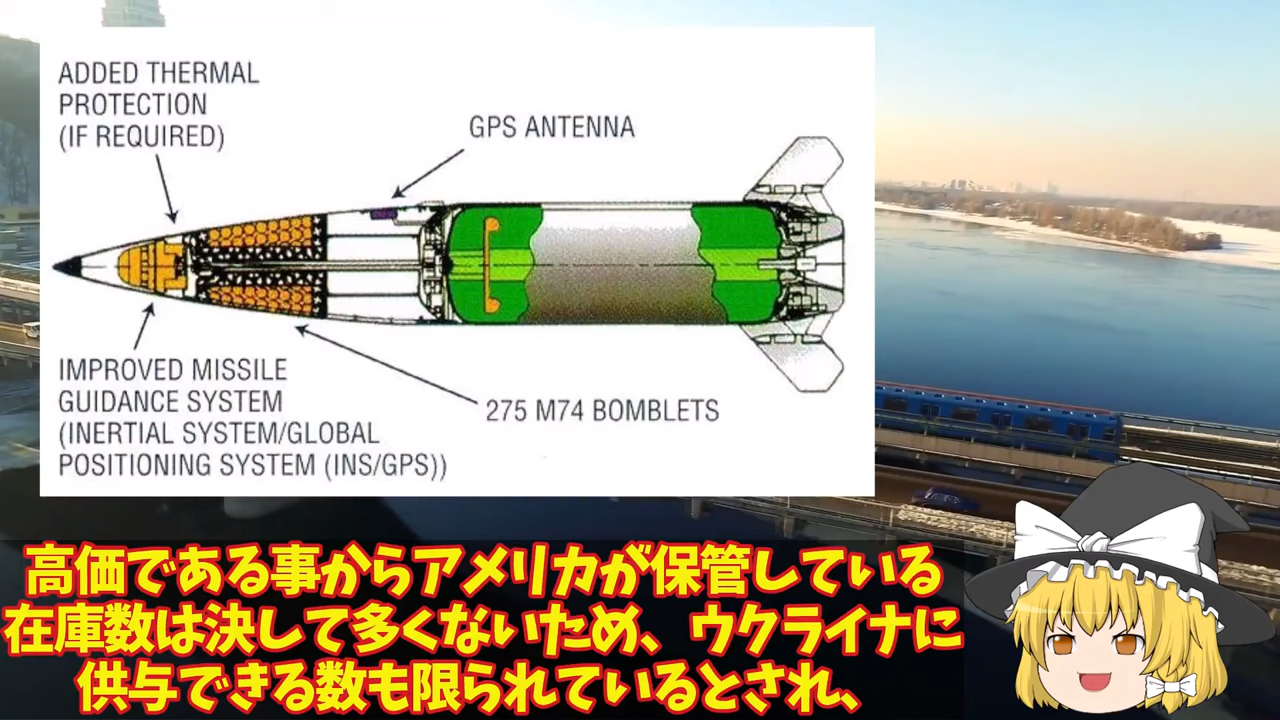 ADDED THERMAL
PROTECTION
(IF REQUIRED)
GPS ANTENNA
IMPROVED MISSILE
GUIDANCE SYSTEM
(INERTIAL SYSTEM/GLOBAL
POSITIONING SYSTEM (INS/GPS))
275 M74 BOMBLETS
高価である事からアメリカが保管している
在庫数は決して多くないため、ウクライナに
供与できる数も限られているとされ、